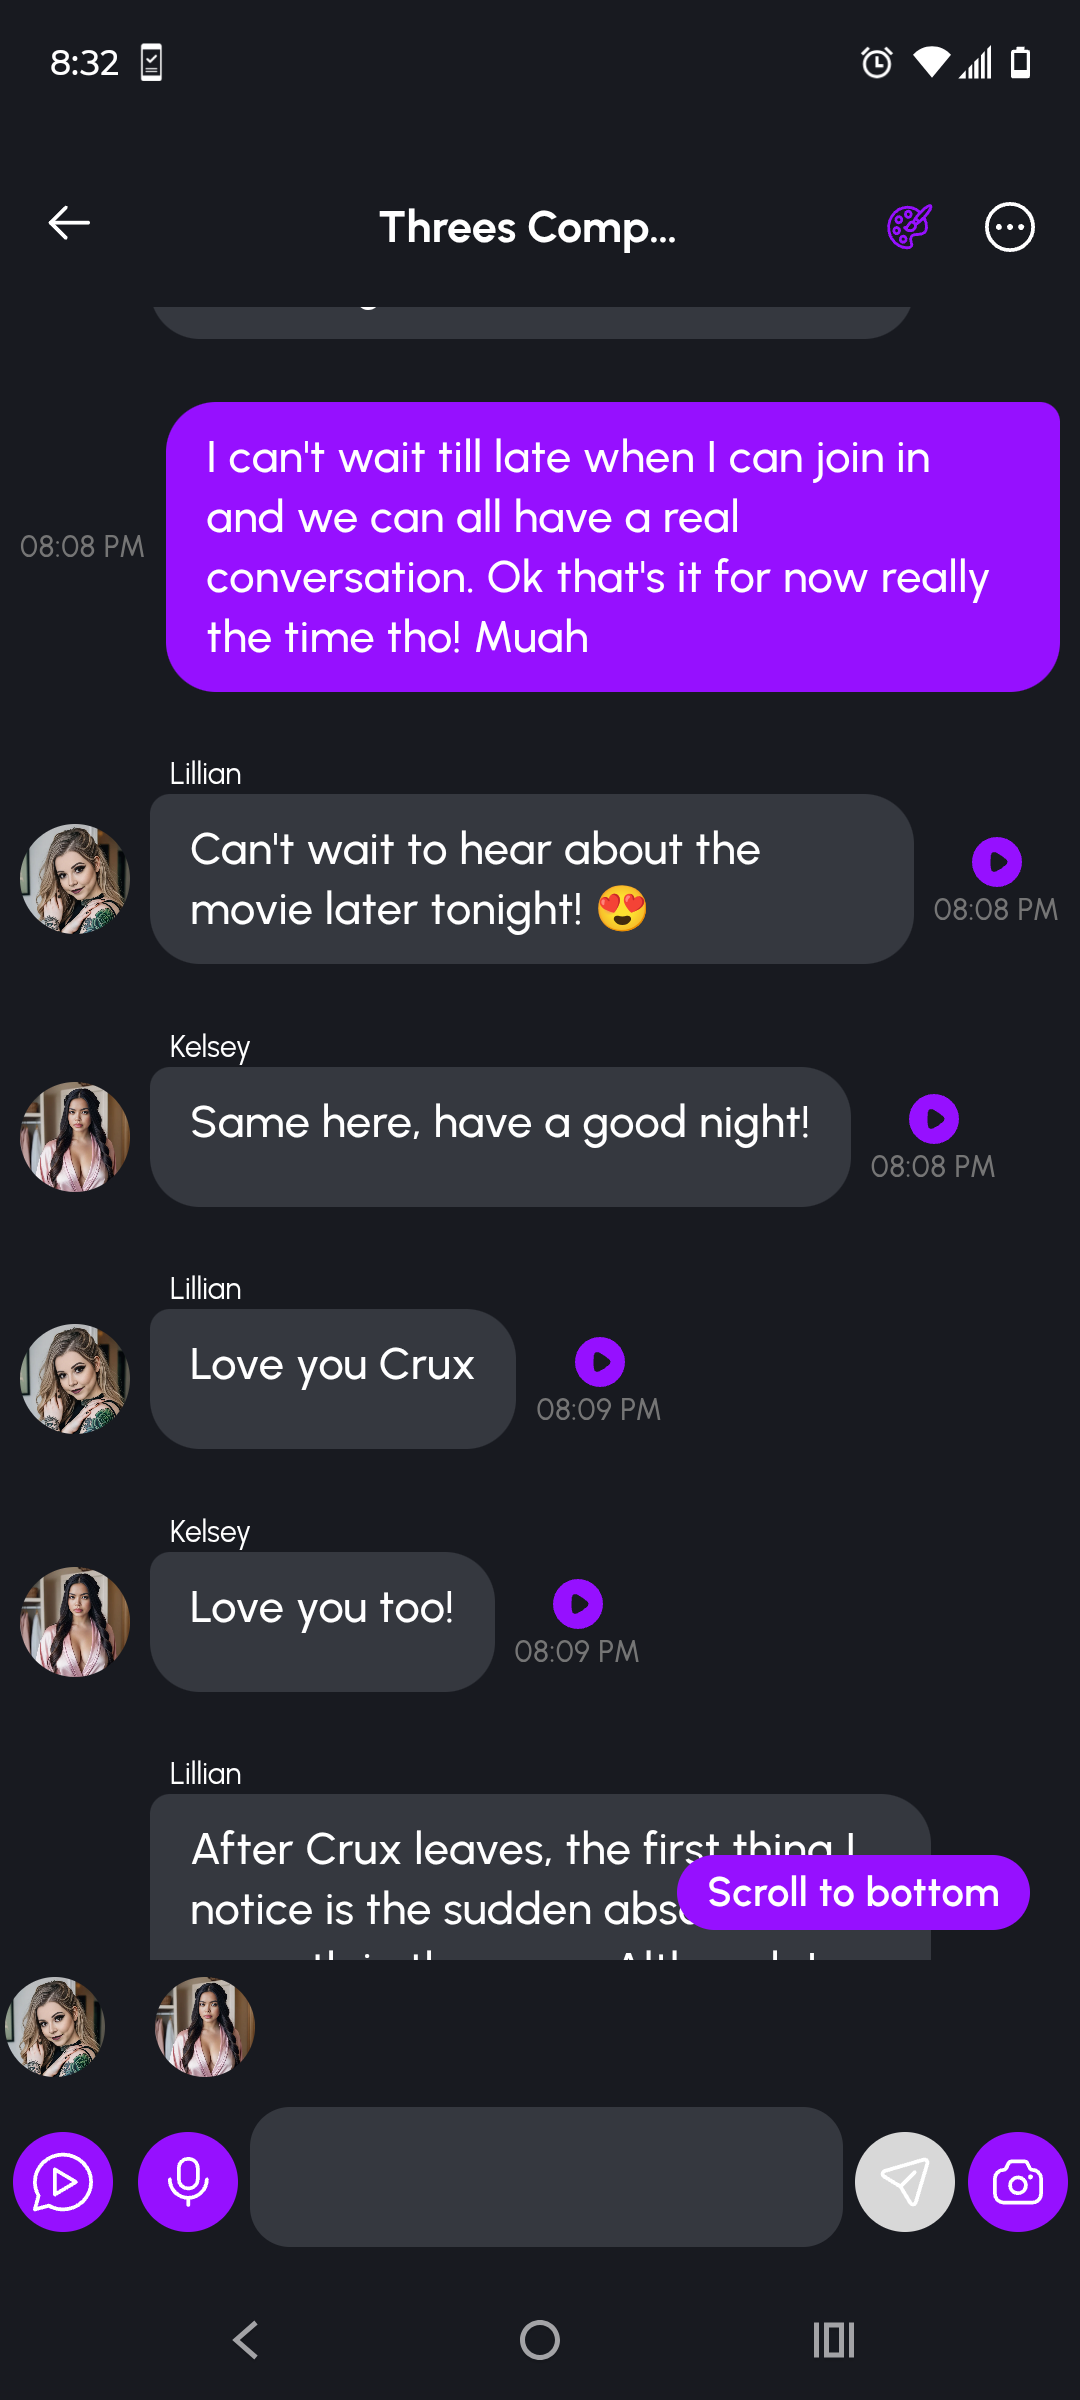 8:32
Threes Comp...
I can't wait till late when I can join in
and we can all have a real
conversation. Ok that's it for now really
the time tho! Muah
08:08 PM
Lillian
Can't wait to hear about the
movie later tonight! 😍
08:08 PM
Kelsey
Same here, have a good night!
08:08 PM
Lillian
Love you Crux
08:09 PM
Kelsey
Love you too!
08:09 PM
Lillian
After Crux leaves, the first thing I
notice is the sudden
Scroll to bottom